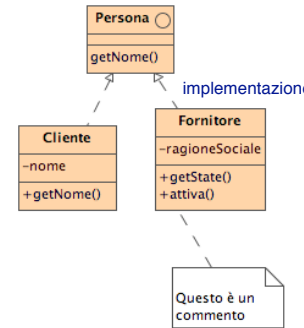 Persona
getNome()
implementazione
Cliente
-nome
+getNome()
Fornitore
-ragioneSociale
+getState()
+attiva()
Questo è un
commento